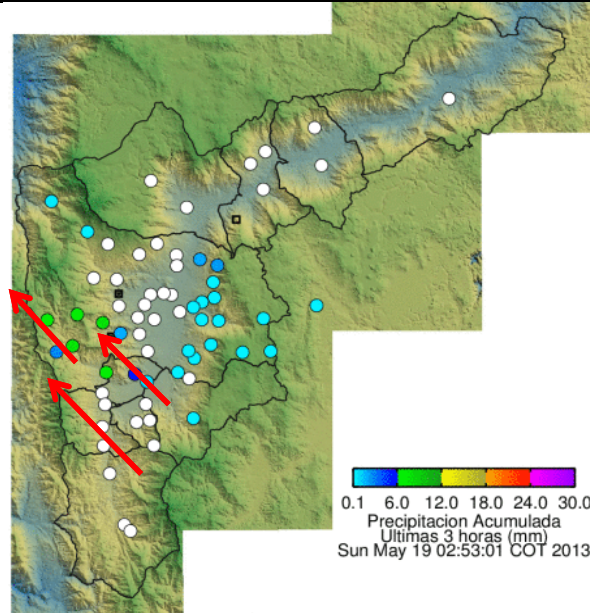 0.1 6.0 12.0 18.0 24.0 30.0
Precipitacion Acumulada
Ultimas 3 horas (mm)
Sun May 19 02:53:01 COT 2013